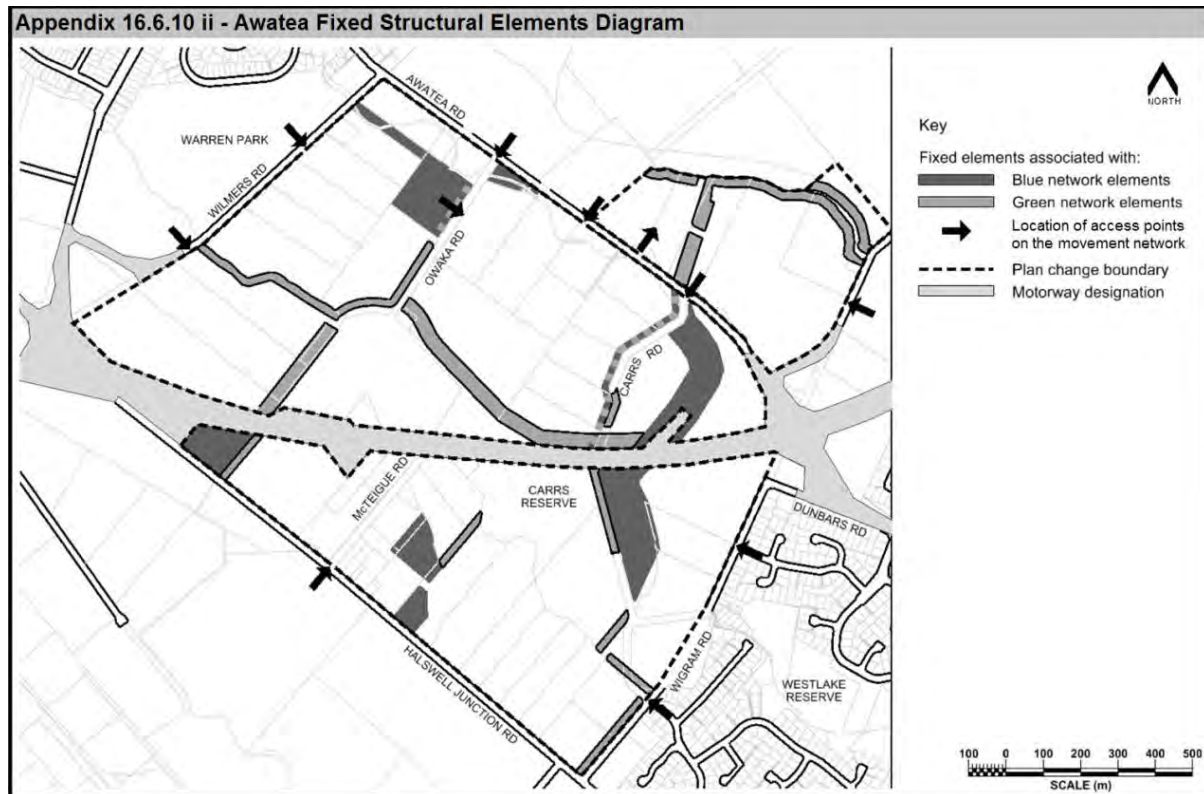 Appendix 16.6.10 ii - Awatea Fixed Structural Elements Diagram
AWATEA RD
WARREN PARK
WILMERS RD
OWAKA RD
CARRS RD
McTEIGUE RD
CARRS
RESERVE
DUNBARS RD
WIGRAM RD
WESTLAKE
RESERVE
HALSWELL JUNCTION RD
NORTH
Key
Fixed elements associated with:
Blue network elements
Green network elements
Location of access points
on the movement network
Plan change boundary
Motorway designation
100 0 100 200 300 400 500
SCALE (m)